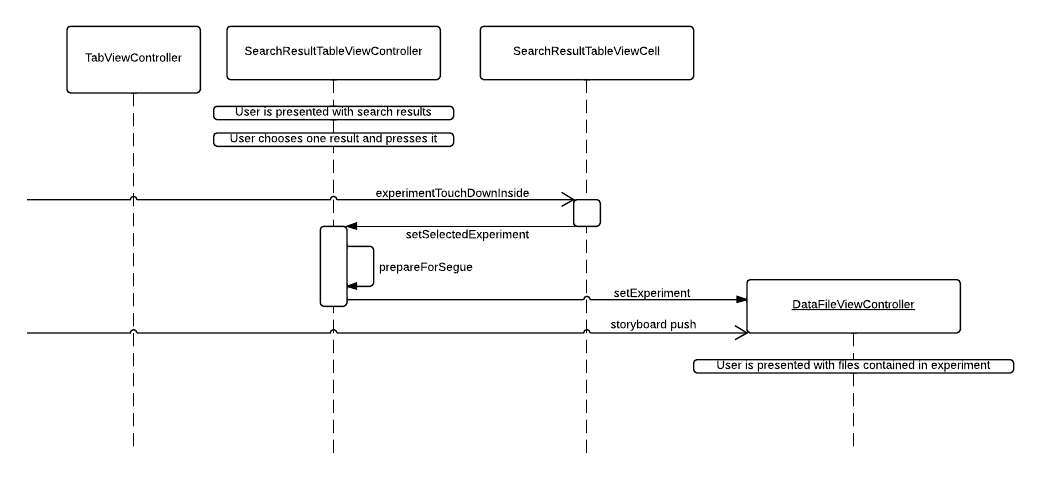 TabViewController
SearchResultTableViewController
SearchResultTableViewCell
User is presented with search results
User chooses one result and presses it
experimentTouchDownInside
setSelectedExperiment
prepareForSegue
setExperiment
DataFileViewController
storyboard push
User is presented with files contained in experiment